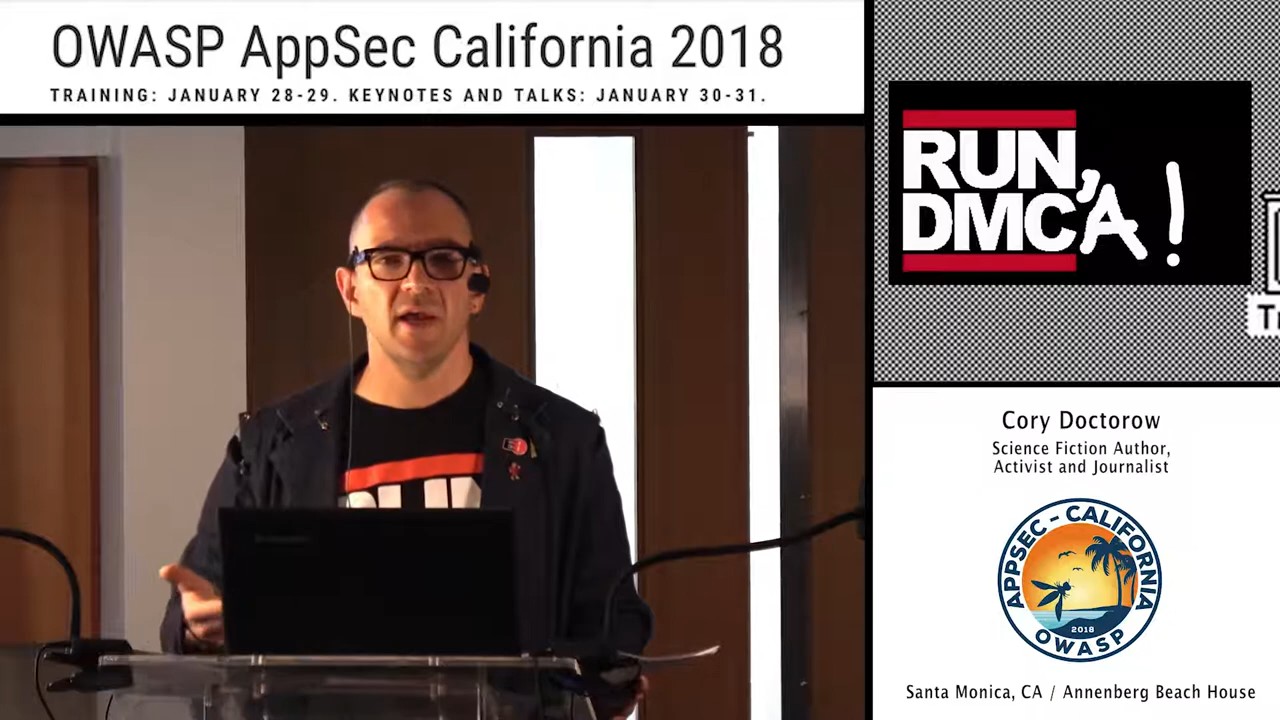 OWASP AppSec California 2018
TRAINING: JANUARY 28-29. KEYNOTES AND TALKS: JANUARY 30-31.
RUN,
DMCA!
Cory Doctorow
Science Fiction Author,
Activist and Journalist
APPSEC - CALIFORNIA
2018
OWASP
Santa Monica, CA / Annenberg Beach House